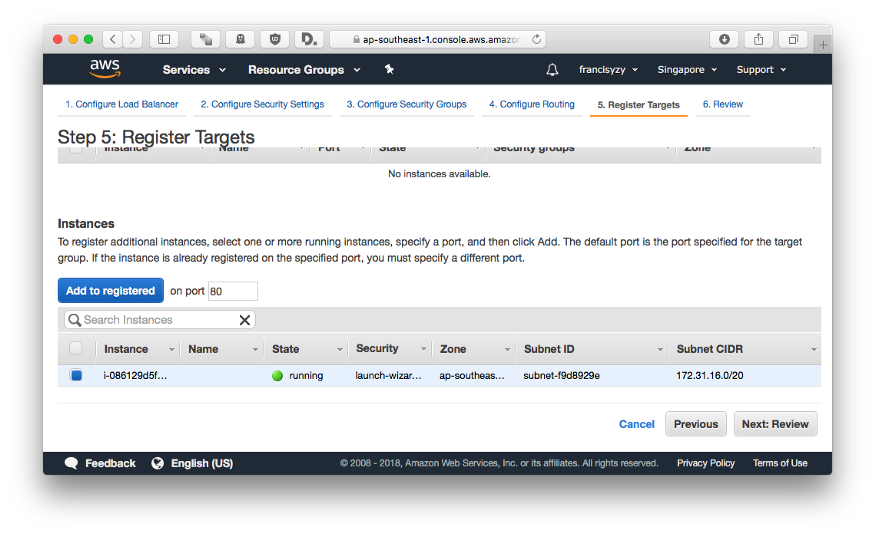 ap-southeast-1.console.aws.amazon
aws Services Resource Groups francisyzy Singapore Support
1. Configure Load Balancer 2. Configure Security Settings 3. Configure Security Groups 4. Configure Routing 5. Register Targets 6. Review
Step 5: Register Targets
Instance Name Port State Security groups Zone
No instances available.
Instances
To register additional instances, select one or more running instances, specify a port, and then click Add. The default port is the port specified for the target
group. If the instance is already registered on the specified port, you must specify a different port.
Add to registered on port 80
Search Instances
Instance Name State Security Zone Subnet ID Subnet CIDR
i-086129d5f... running launch-wizar... ap-southeas... subnet-f9d8929e 172.31.16.0/20
Cancel Previous Next: Review
Feedback English (US) © 2008 - 2018, Amazon Web Services, Inc. or its affiliates. All rights reserved. Privacy Policy Terms of Use